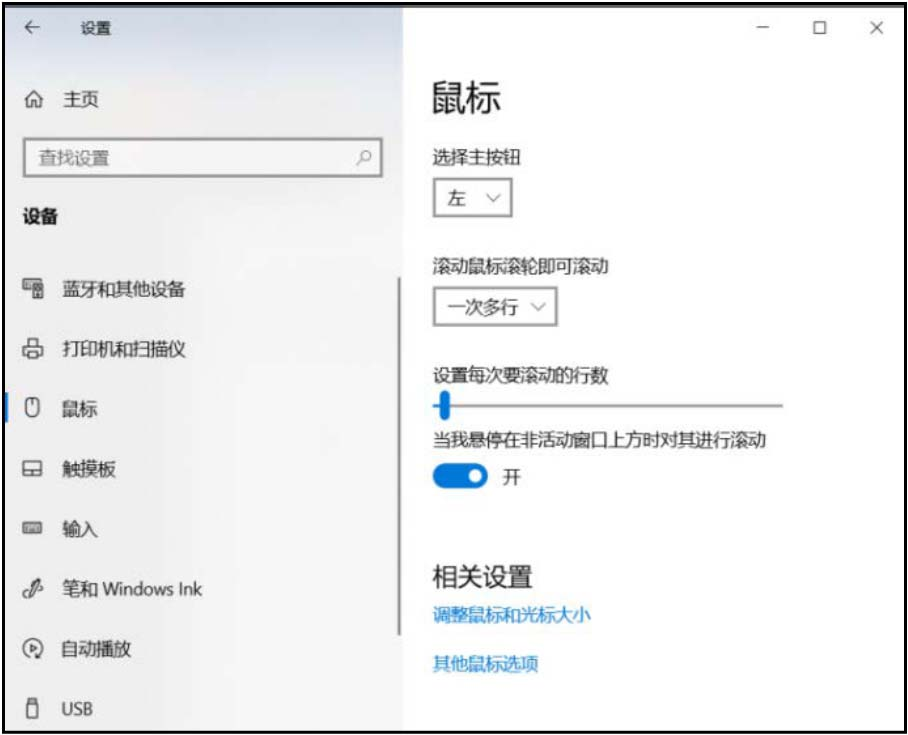 设置
主页
查找设置
设备
蓝牙和其他设备
打印机和扫描仪
鼠标
触摸板
输入
笔和 Windows Ink
自动播放
USB
鼠标
选择主按钮
左
滚动鼠标滚轮即可滚动
一次多行
设置每次要滚动的行数
当我悬停在非活动窗口上方时对其进行滚动
开
相关设置
调整鼠标和光标大小
其他鼠标选项